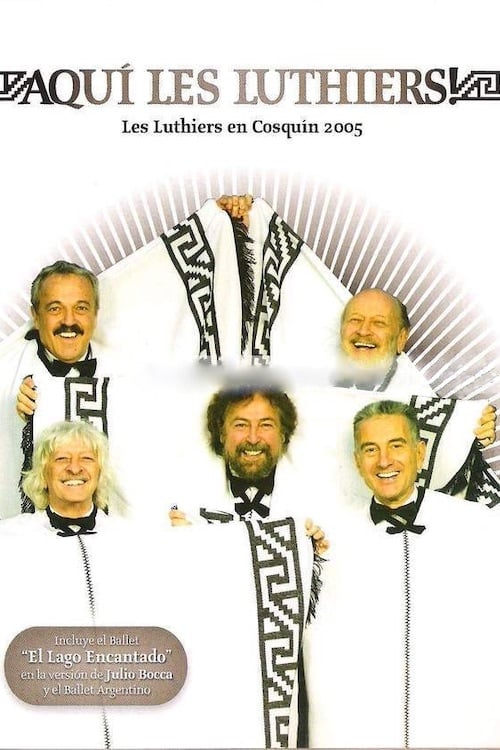 AQUÍ LES LUTHIERS!
Les Luthiers en Cosquín 2005
Incluye el Ballet
“El Lago Encantado”
en la versión de Julio Bocca
y el Ballet Argentino